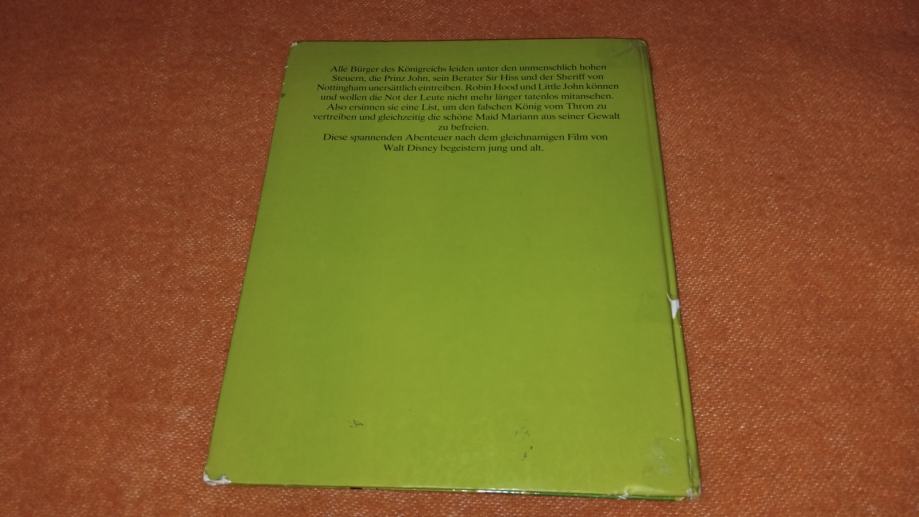 Alle Bürger des Königreichs leiden unter den unmenschlich hohen
Steuern, die Prinz John, sein Berater Sir Hiss und der Sheriff von
Nottingham unersättlich eintreiben. Robin Hood und Little John können
und wollen die Not der Leute nicht mehr länger tatenlos mitansehen.
Also ersinnen sie eine List, um den falschen König vom Thron zu
vertreiben und gleichzeitig die schöne Maid Mariann aus seiner Gewalt
zu befreien.
Diese spannenden Abenteuer nach dem gleichnamigen Film von
Walt Disney begeistern jung und alt.